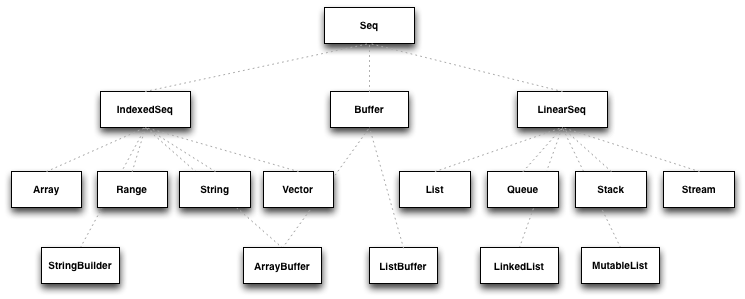 Seq
IndexedSeq
Buffer
LinearSeq
Array
Range
String
Vector
List
Queue
Stack
Stream
StringBuilder
ArrayBuffer
ListBuffer
LinkedList
MutableList